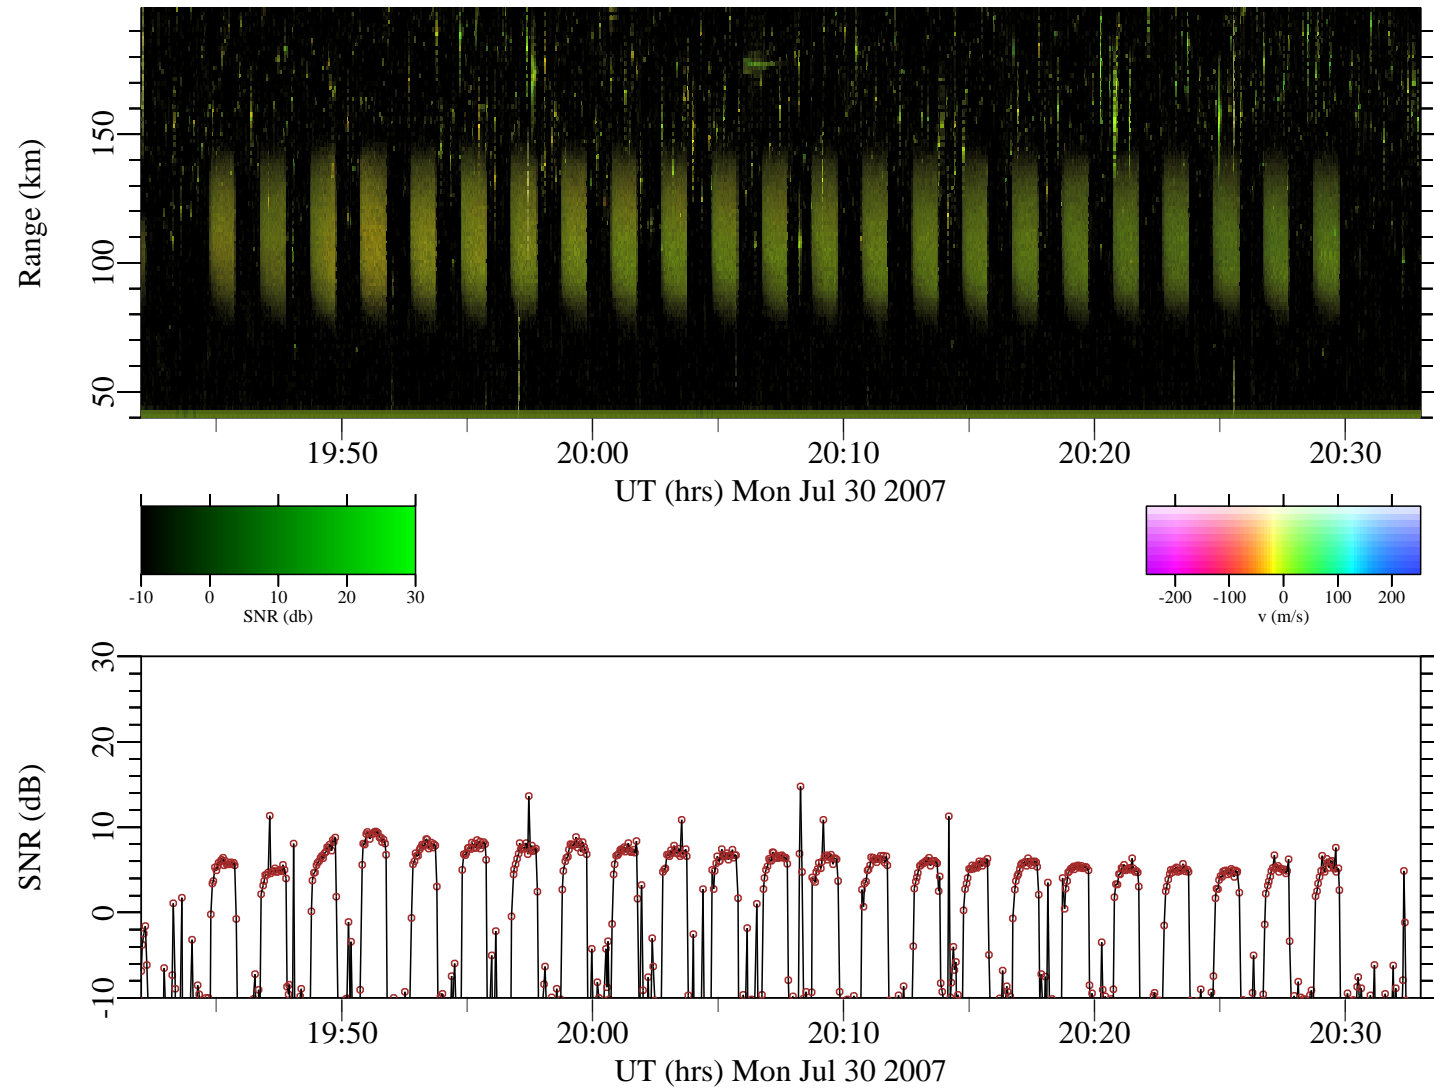 Range (km)
150
100
50
19:50 20:00 20:10 20:20 20:30
UT (hrs) Mon Jul 30 2007
-10 0 10 20 30
SNR (db)
-200 -100 0 100 200
v (m/s)
SNR (dB)
30
20
10
0
-10
19:50 20:00 20:10 20:20 20:30
UT (hrs) Mon Jul 30 2007